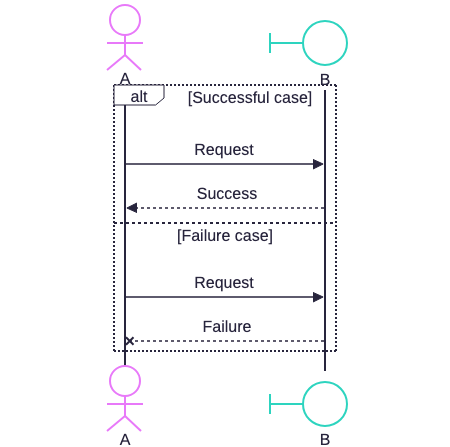 A
B
alt
[Successful case]
Request
Success
[Failure case]
Request
Failure
A
B